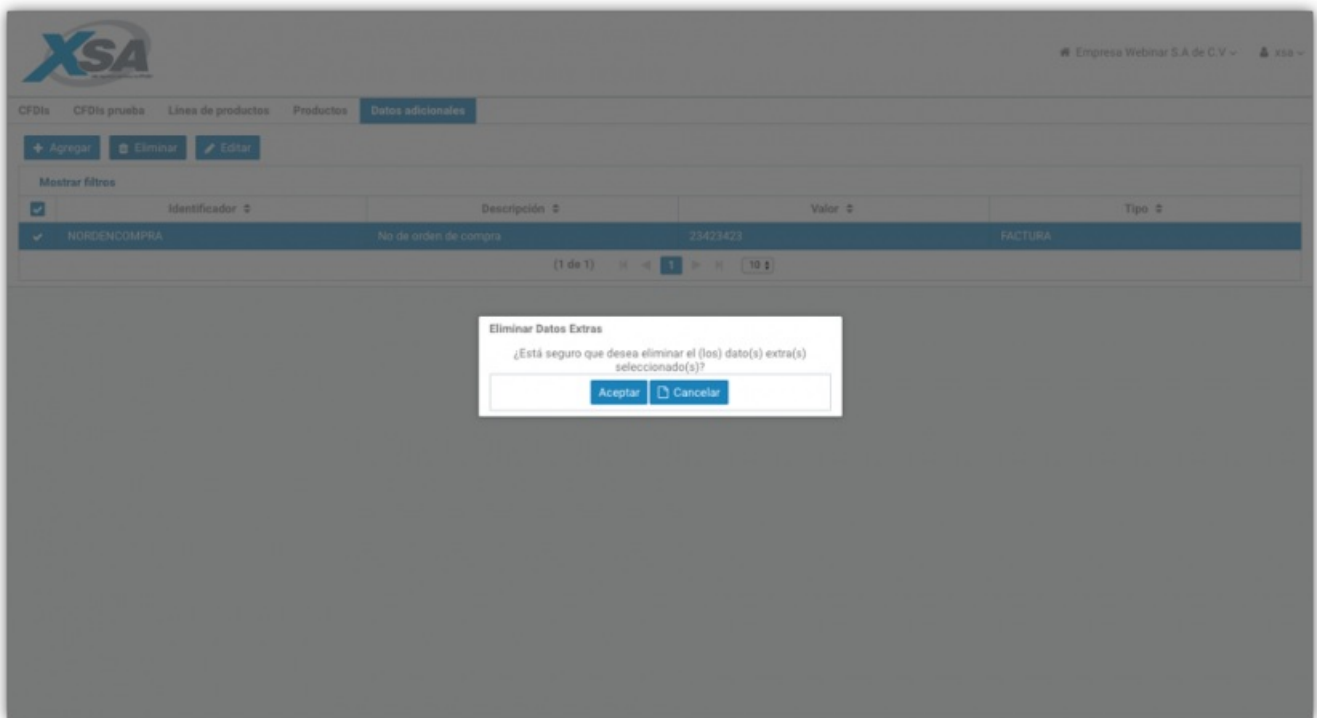 XSA
Empresa Webinar S.A de C.V
xsa
CFDIs CFDIs prueba Línea de productos Productos Datos adicionales
Agregar Eliminar Editar
Mostrar filtros
Identificador Descripción Valor Tipo
NORDENCOMPRA No de orden de compra 23423423 FACTURA
(1 de 1) 1 10
Eliminar Datos Extras
¿Está seguro que desea eliminar el (los) dato(s) extra(s)
seleccionado(s)?
Aceptar Cancelar